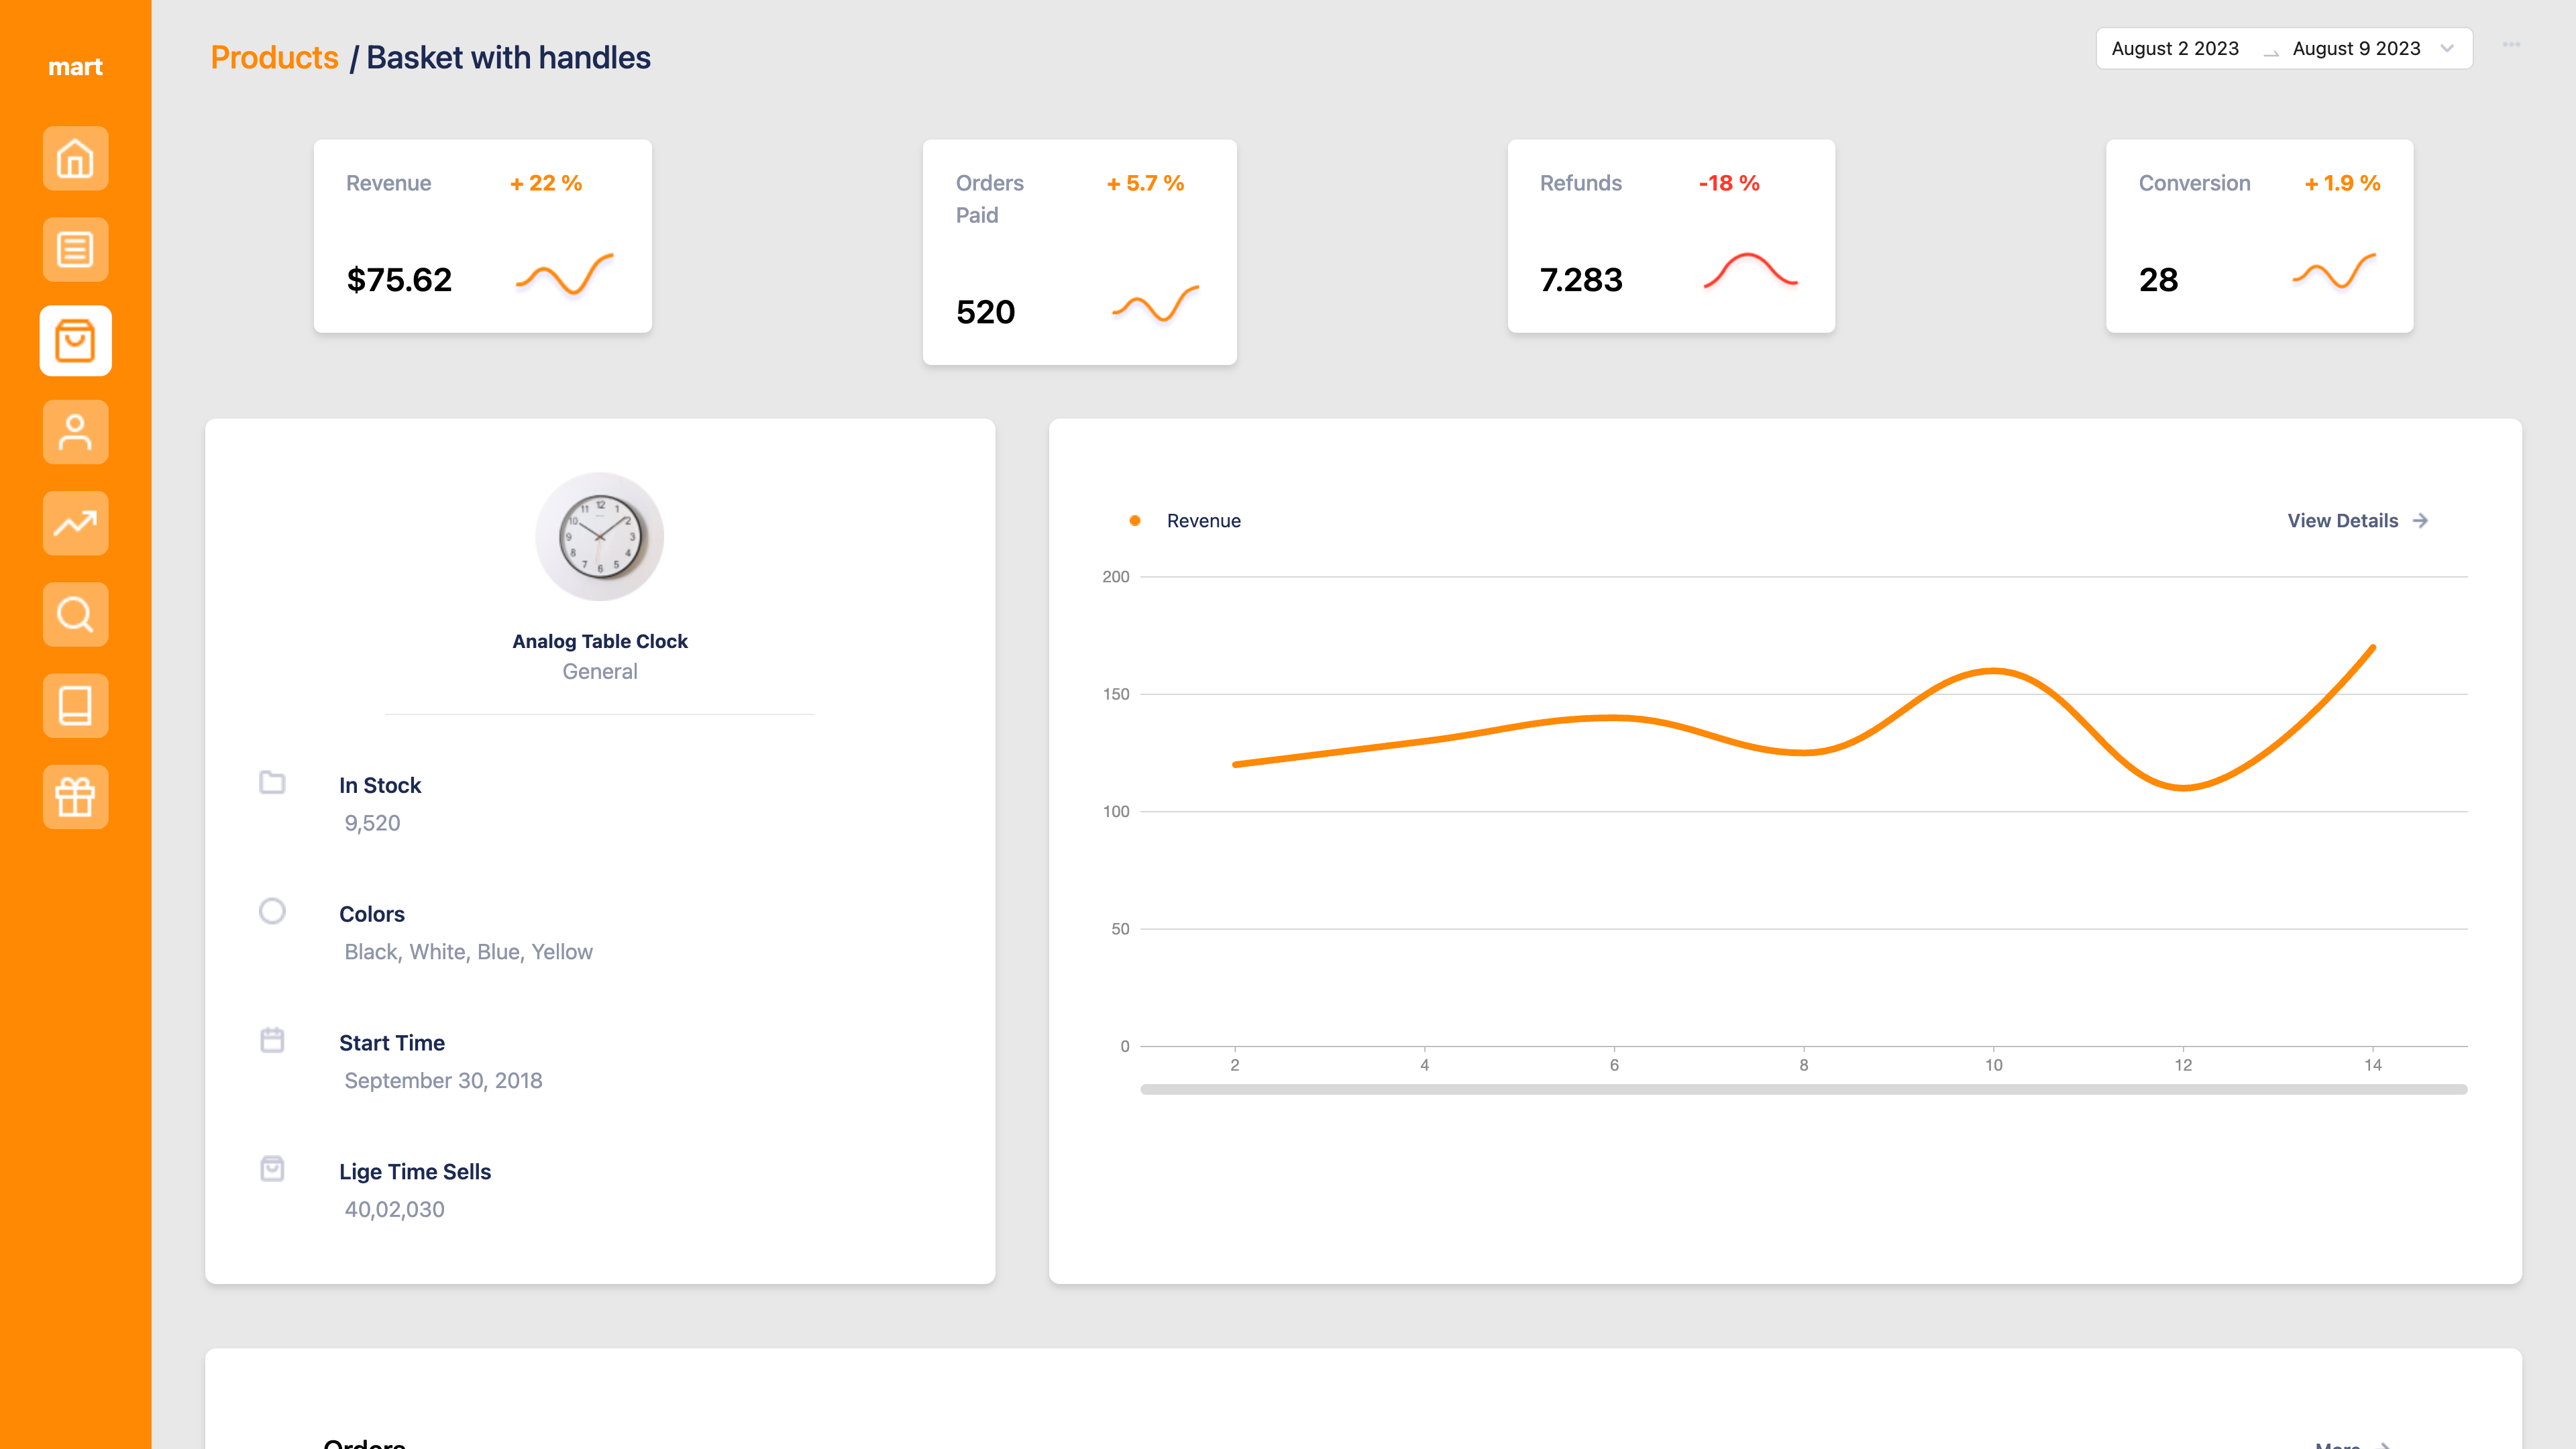 mart
Products / Basket with handles
August 2 2023 → August 9 2023
Revenue + 22 %
$75.62
Orders Paid + 5.7 %
520
Refunds -18 %
7.283
Conversion + 1.9 %
28
Analog Table Clock
General
In Stock
9,520
Colors
Black, White, Blue, Yellow
Start Time
September 30, 2018
Lige Time Sells
40,02,030
Revenue
View Details →
200
150
100
50
0
2 4 6 8 10 12 14
Orders
More